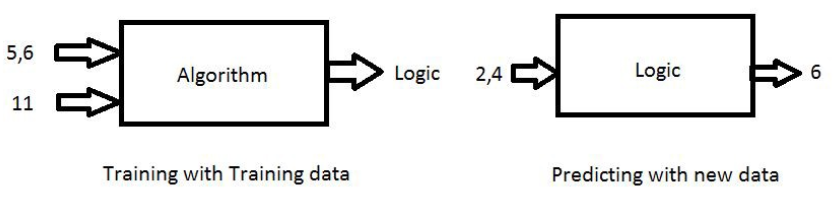 5,6
11
Algorithm
Logic
Training with Training data
2,4
Logic
6
Predicting with new data